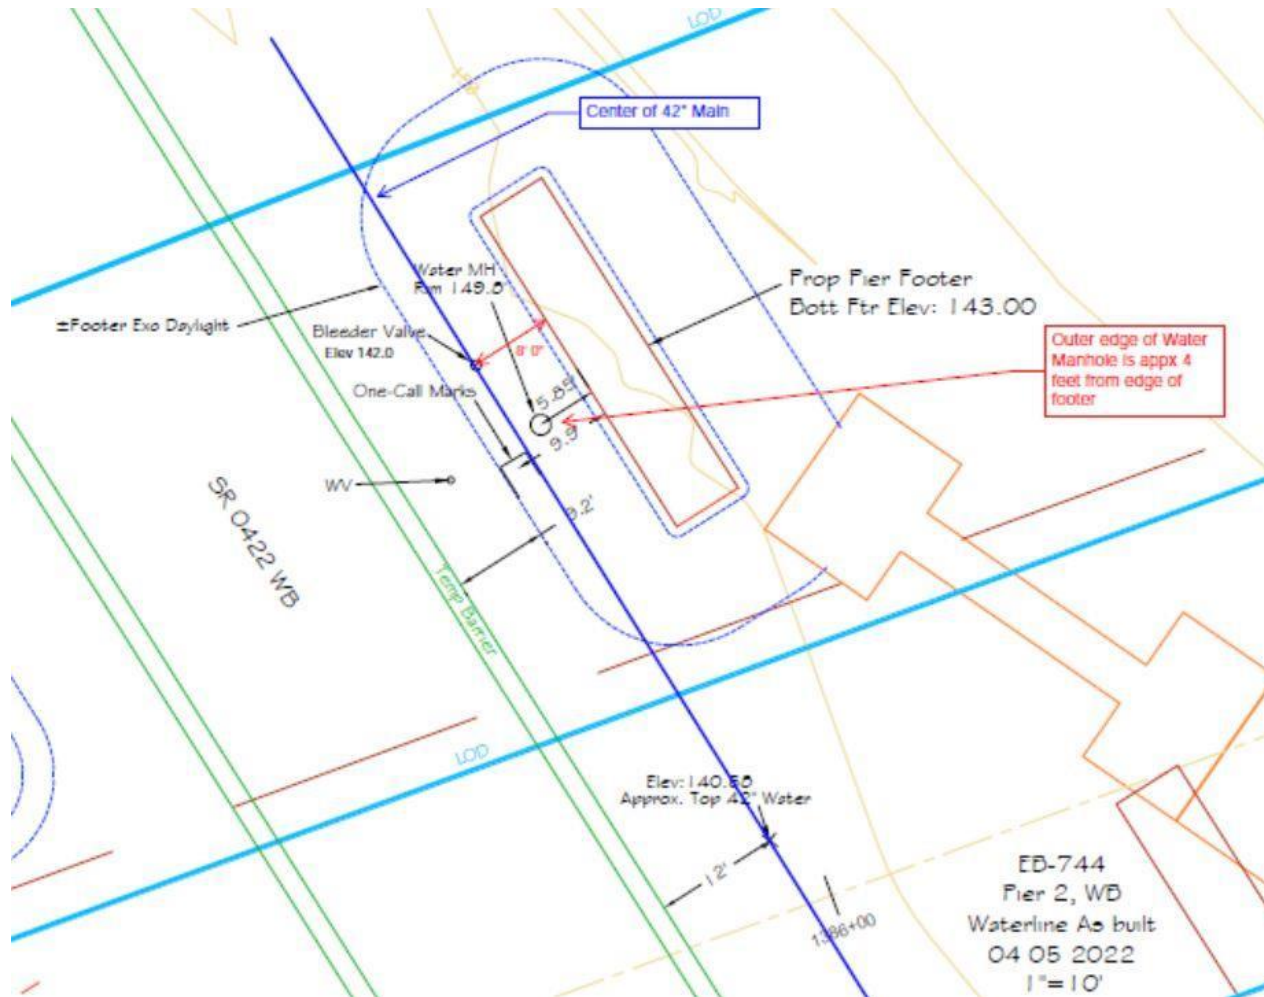 LOD
150
Center of 42" Main
Water MH
Rim 149.8
Prop Pier Footer
Bott Ftr Elev: 143.00
±Footer Exc Daylight
Bleeder Valve
Elev 142.0
8' 0"
Outer edge of Water
Manhole is appx 4
feet from edge of
footer
One-Call Marks
5.85'
9.9'
WV
SR 0422 WB
9.2'
Temp Barrier
LOD
Elev: 140.58
Approx. Top 42" Water
12'
1386+00
EB-744
Pier 2, WB
Waterline As built
04 05 2022
1"=10'